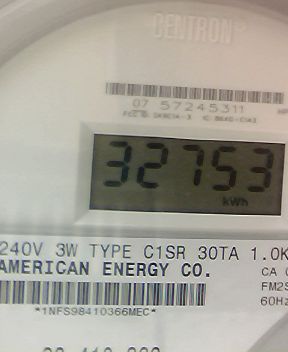 CENTRON
07 57245311
32753
kWh
240V 3W TYPE C1SR 30TA 1.0K
AMERICAN ENERGY CO.
CA
FM2S
60Hz
*1NFS98410366MEC*